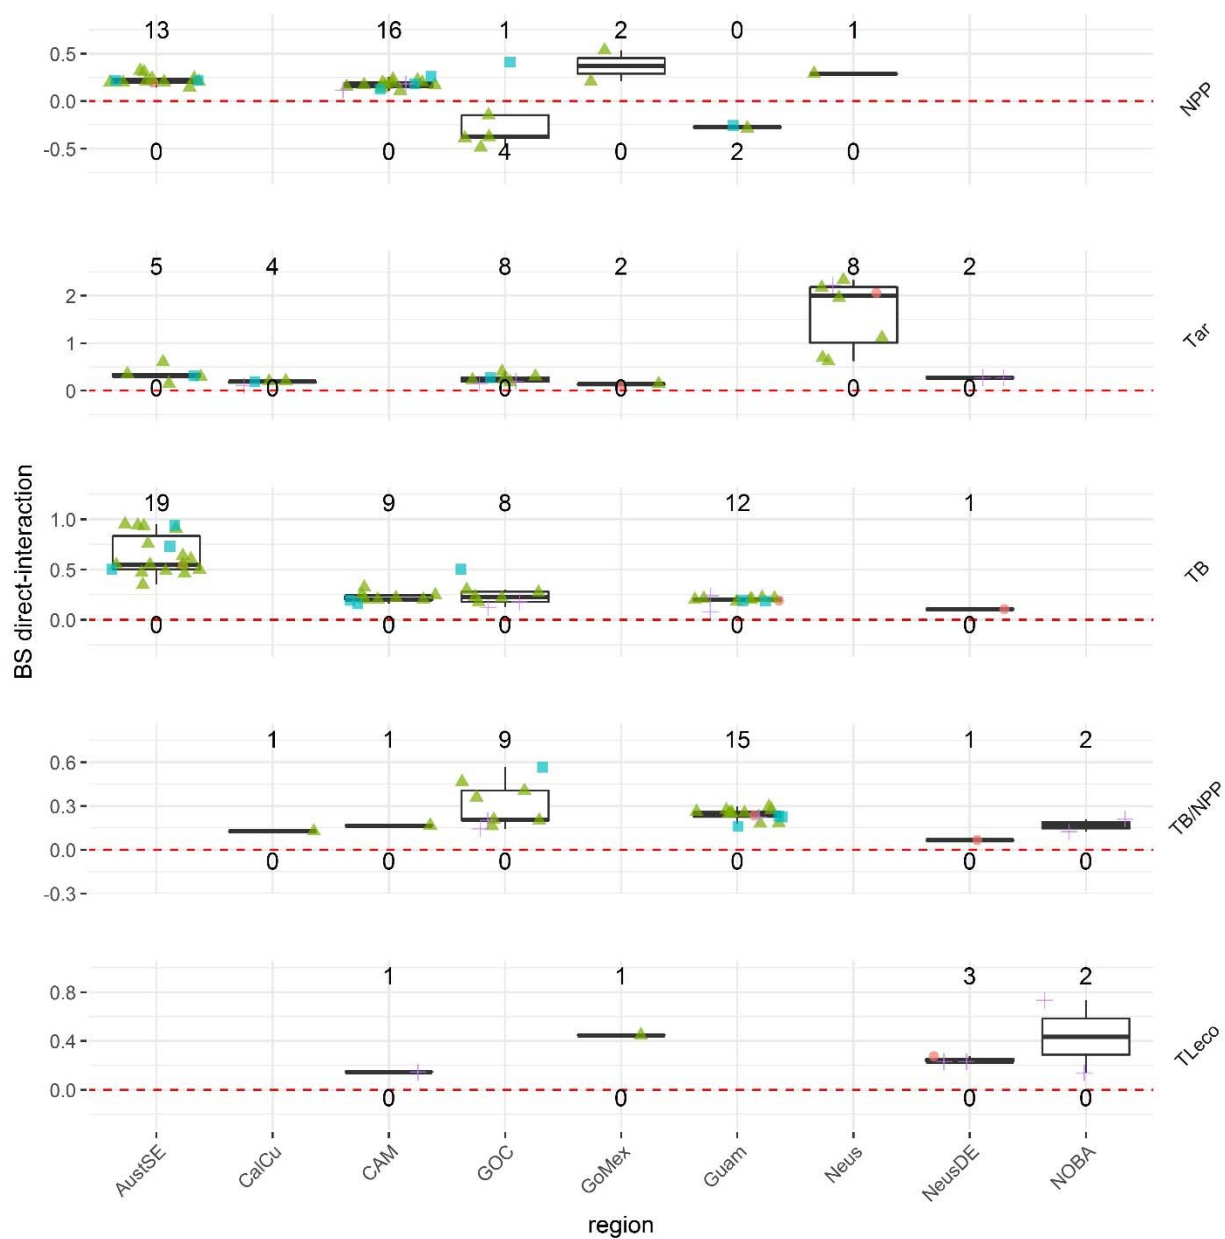 13 16 1 2 0 1
0.5
0.0
-0.5
0 0 4 0 2 0
NPP
5 4 8 2 8 2
2
1
0
0 0 0 0 0 0
Tar
19 9 8 12 1
1.0
0.5
0.0
0 0 0 0 0
TB
1 1 9 15 1 2
0.6
0.3
0.0
-0.3
0 0 0 0 0 0
TB/NPP
1 1 3 2
0.8
0.4
0.0
0 0 0 0
TLeco
BS direct-interaction
AustSE CalCu CAM GOC GoMex Guam Neus NeusDE NOBA
region